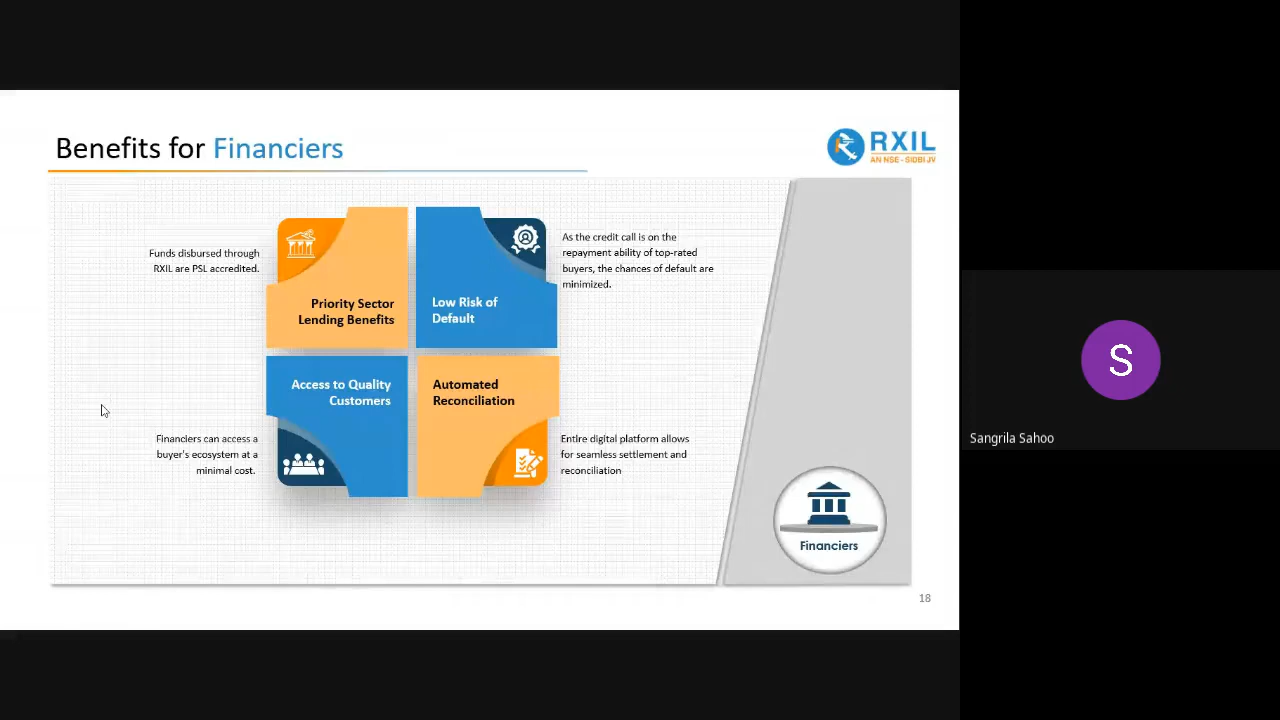 Benefits for Financiers
RXIL
AN NSE - SIDBI JV
Funds disbursed through
RXIL are PSL accredited.
Priority Sector
Lending Benefits
Low Risk of
Default
As the credit call is on the
repayment ability of top-rated
buyers, the chances of default are
minimized.
Access to Quality
Customers
Automated
Reconciliation
Financiers can access a
buyer's ecosystem at a
minimal cost.
Entire digital platform allows
for seamless settlement and
reconciliation
Financiers
18
S
Sangrila Sahoo